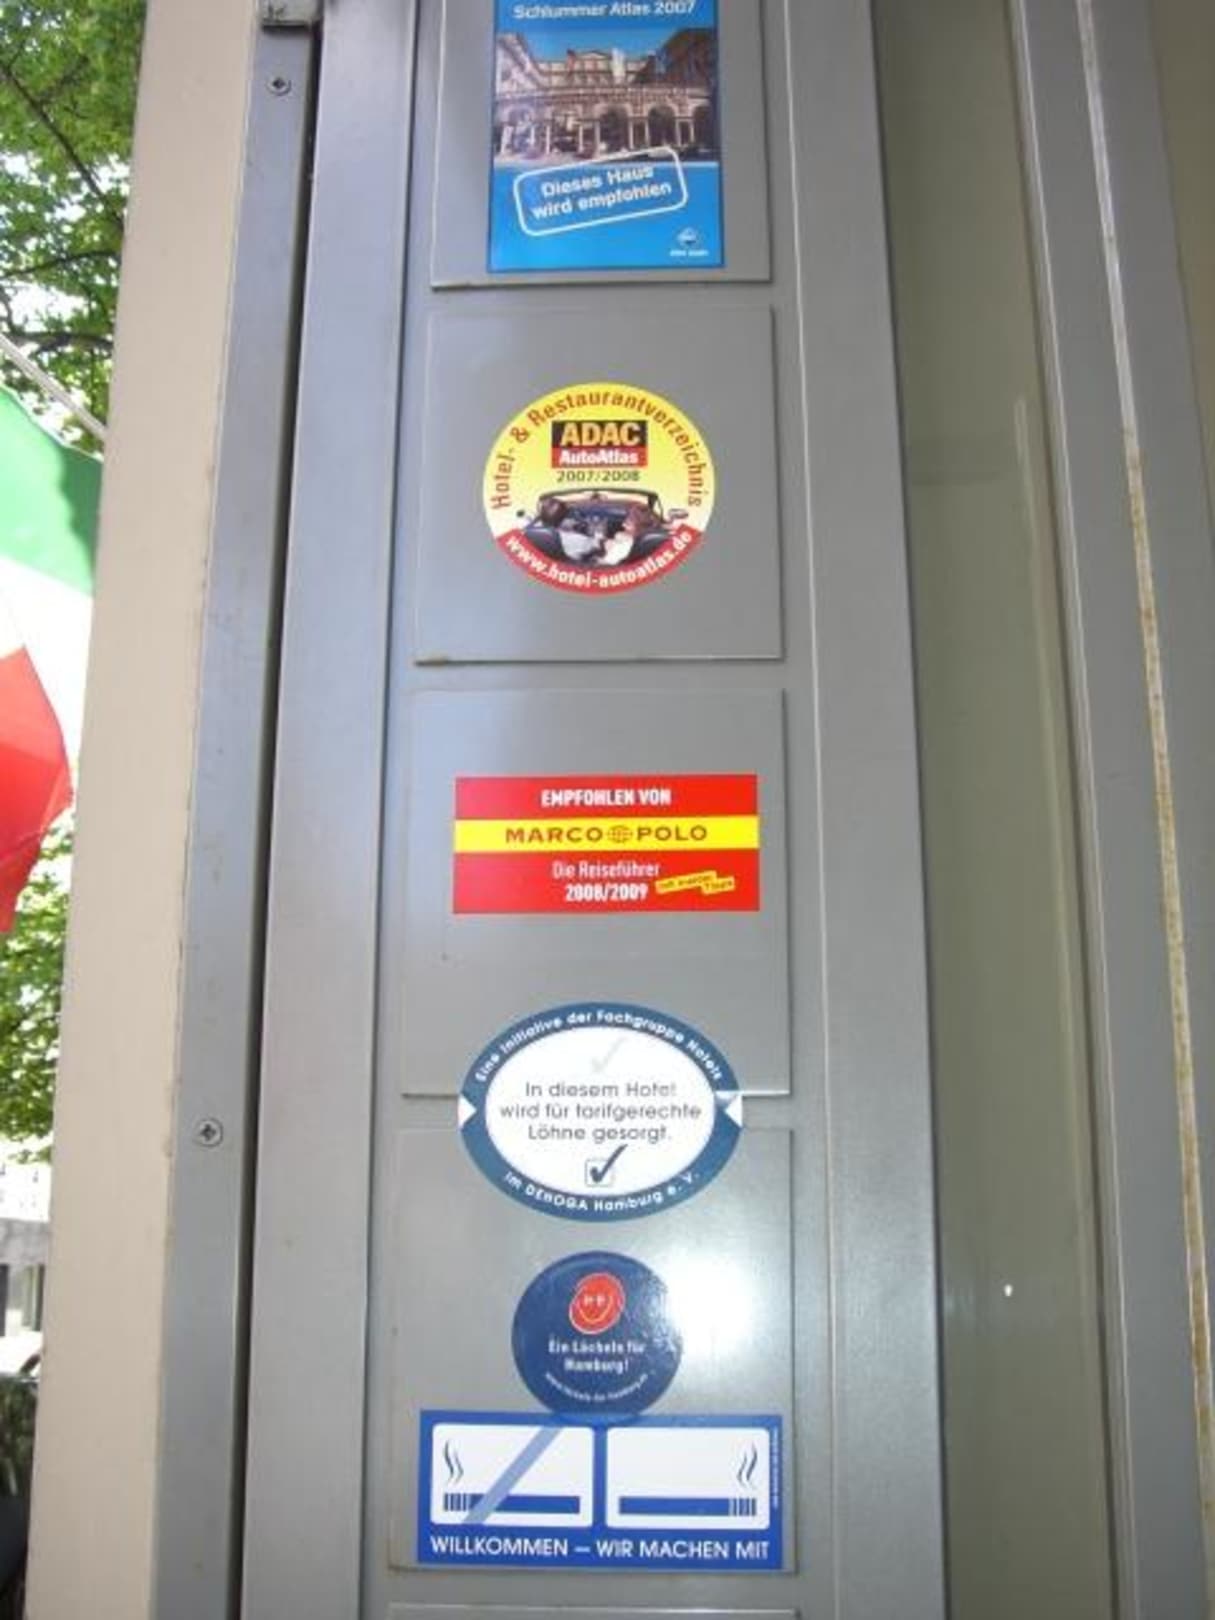 Schlummer Atlas 2007
Dieses Haus
wird empfohlen
Hotel- & Restaurantverzeichnis
ADAC
AutoAtlas
2007/2008
www.hotel-autoatlas.de
EMPFOHLEN VON
MARCO POLO
Die Reiseführer
2008/2009
Eine Initiative der Fachgruppe Hotels
In diesem Hotel
wird für tarifgerechte
Löhne gesorgt.
im DEHOGA Hamburg e. V.
Ein Lächeln für
Hamburg!
WILLKOMMEN – WIR MACHEN MIT